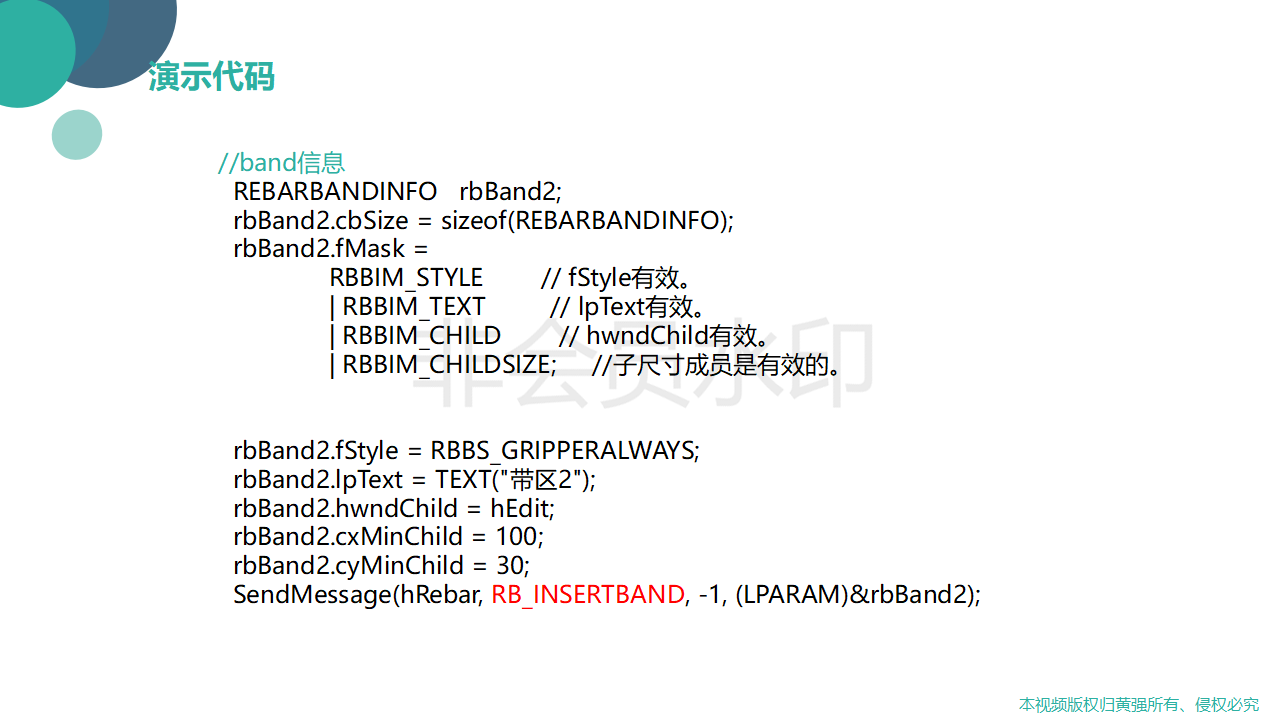 演示代码
//band信息
REBARBANDINFO   rbBand2;
rbBand2.cbSize = sizeof(REBARBANDINFO);
rbBand2.fMask =
RBBIM_STYLE        // fStyle有效。
| RBBIM_TEXT         // lpText有效。
| RBBIM_CHILD        // hwndChild有效。
| RBBIM_CHILDSIZE;     //子尺寸成员是有效的。
非会员水印
rbBand2.fStyle = RBBS_GRIPPERALWAYS;
rbBand2.lpText = TEXT("带区2");
rbBand2.hwndChild = hEdit;
rbBand2.cxMinChild = 100;
rbBand2.cyMinChild = 30;
SendMessage(hRebar, RB_INSERTBAND, -1, (LPARAM)&rbBand2);
本视频版权归黄强所有、侵权必究